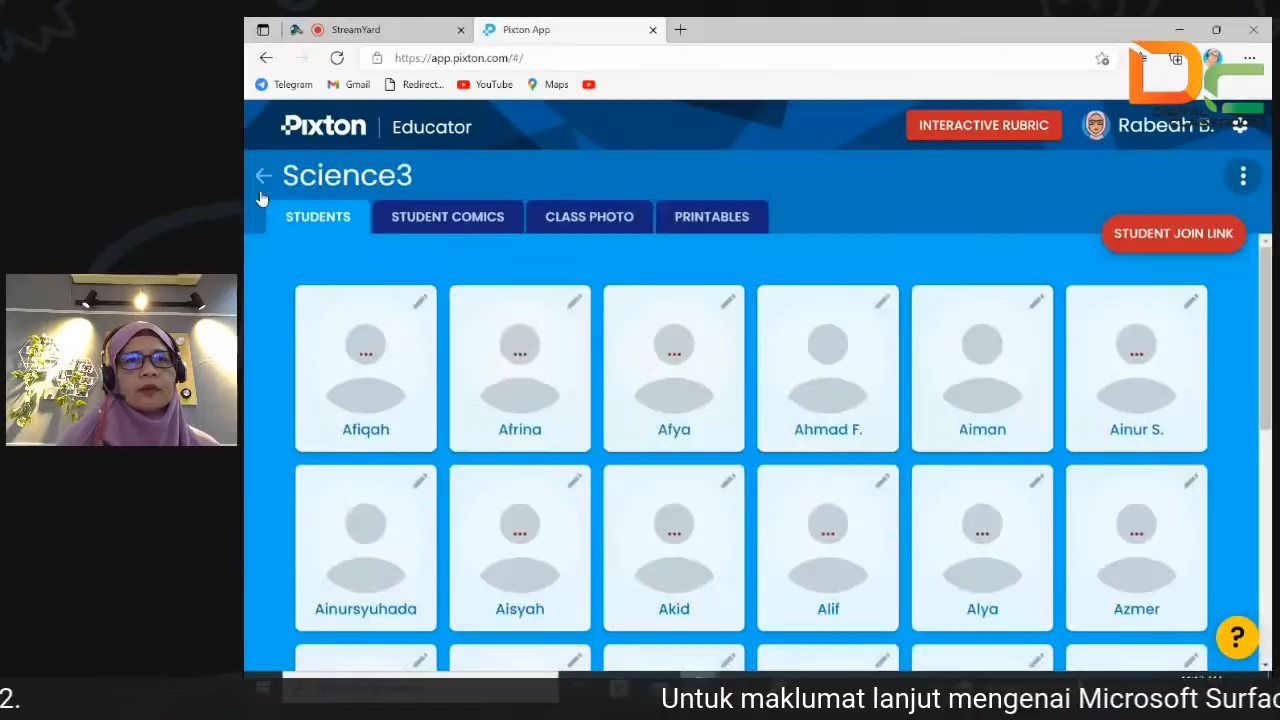 StreamYard
Pixton App
https://app.pixton.com/#/
Telegram
Gmail
Redirect...
YouTube
Maps
Pixton
Educator
INTERACTIVE RUBRIC
Rabeah B.
Science3
STUDENTS
STUDENT COMICS
CLASS PHOTO
PRINTABLES
STUDENT JOIN LINK
Afiqah
Afrina
Afya
Ahmad F.
Aiman
Ainur S.
Ainursyuhada
Aisyah
Akid
Alif
Alya
Azmer
?
2.
Untuk maklumat lanjut mengenai Microsoft Surfac